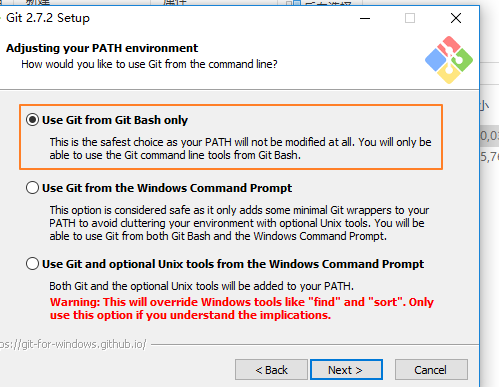 Git 2.7.2 Setup
Adjusting your PATH environment
How would you like to use Git from the command line?
Use Git from Git Bash only
This is the safest choice as your PATH will not be modified at all. You will only be
able to use the Git command line tools from Git Bash.
Use Git from the Windows Command Prompt
This option is considered safe as it only adds some minimal Git wrappers to your
PATH to avoid cluttering your environment with optional Unix tools. You will be
able to use Git from both Git Bash and the Windows Command Prompt.
Use Git and optional Unix tools from the Windows Command Prompt
Both Git and the optional Unix tools will be added to your PATH.
Warning: This will override Windows tools like "find" and "sort". Only
use this option if you understand the implications.
ps://git-for-windows.github.io/
< Back
Next >
Cancel
小